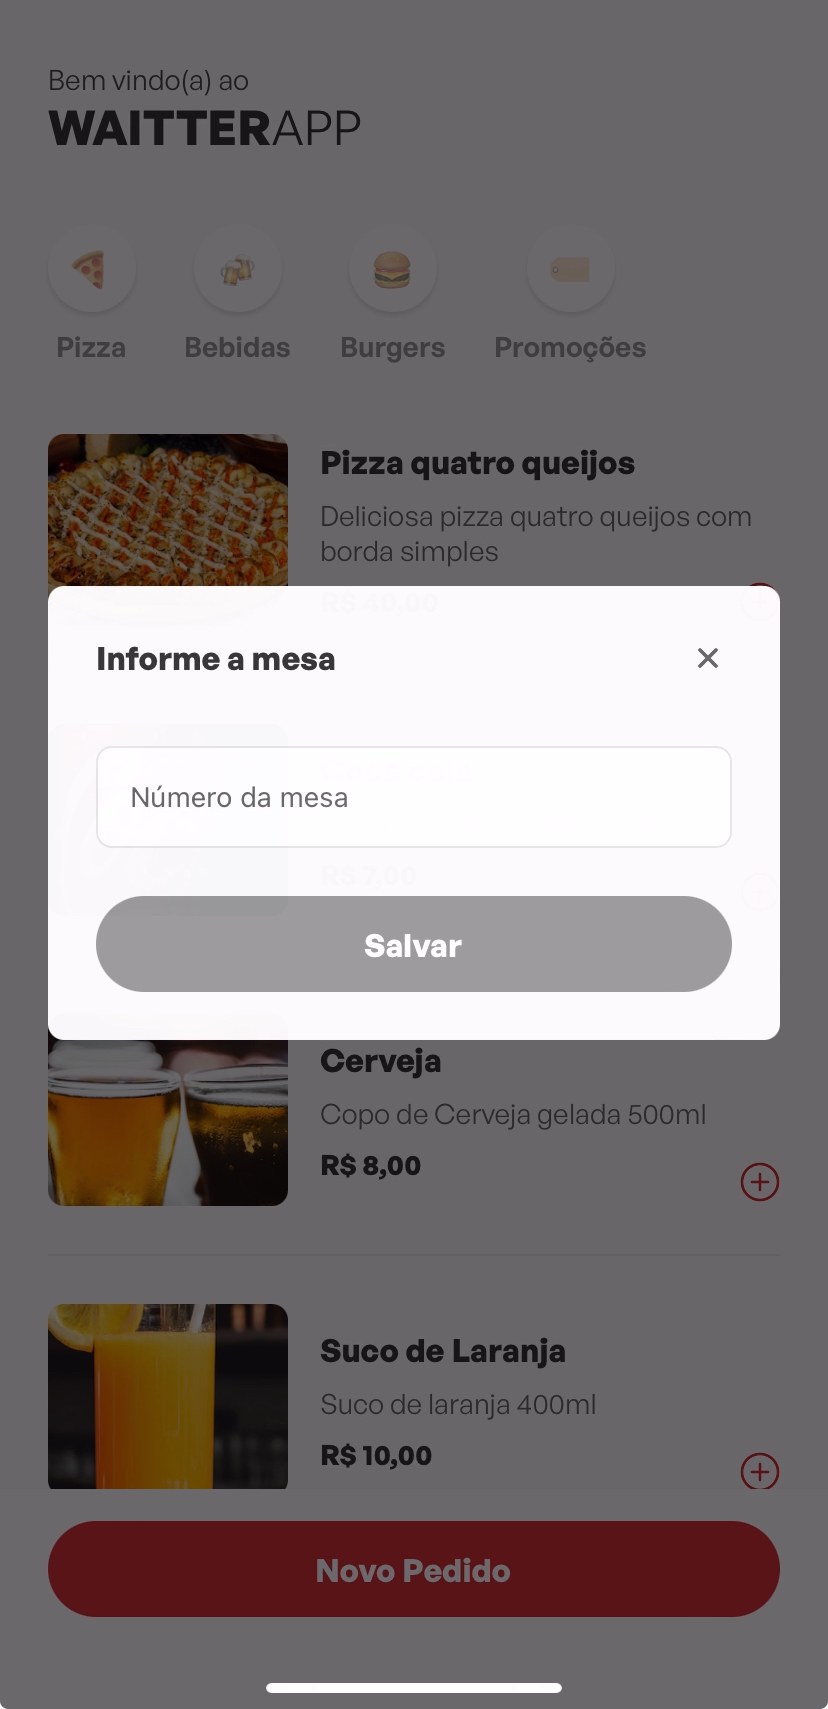 Bem vindo(a) ao
WAITTERAPP
Pizza
Bebidas
Burgers
Promoções
Pizza quatro queijos
Deliciosa pizza quatro queijos com
borda simples
R$ 40,00
Informe a mesa
Número da mesa
R$ 7,00
Salvar
Cerveja
Copo de Cerveja gelada 500ml
R$ 8,00
Suco de Laranja
Suco de laranja 400ml
R$ 10,00
Novo Pedido